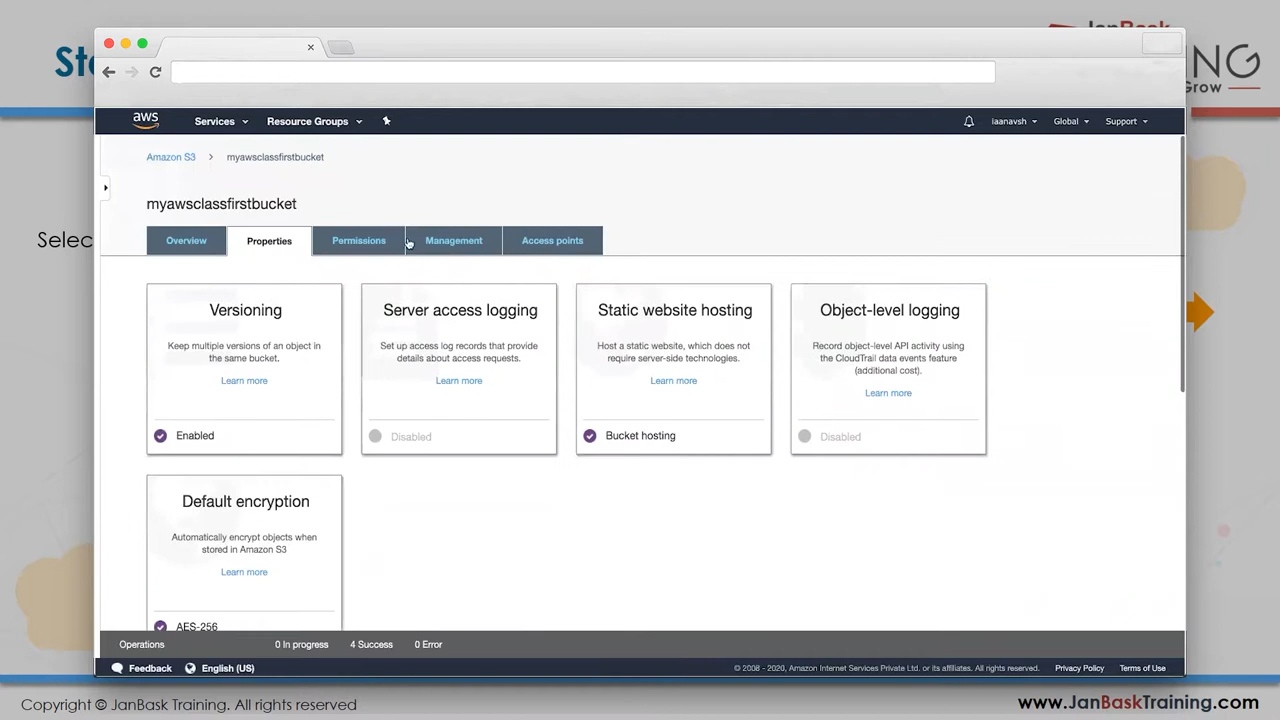 JanBask
NING
Grow
aws
Services
Resource Groups
iaanavsh
Global
Support
Amazon S3
myawsclassfirstbucket
myawsclassfirstbucket
Selec
Overview
Properties
Permissions
Management
Access points
Versioning
Keep multiple versions of an object in
the same bucket.
Learn more
Enabled
Server access logging
Set up access log records that provide
details about access requests.
Learn more
Disabled
Static website hosting
Host a static website, which does not
require server-side technologies.
Learn more
Bucket hosting
Object-level logging
Record object-level API activity using
the CloudTrail data events feature
(additional cost).
Learn more
Disabled
Default encryption
Automatically encrypt objects when
stored in Amazon S3
Learn more
AES-256
Operations
0 In progress
4 Success
0 Error
Feedback
English (US)
© 2008 - 2020, Amazon Internet Services Private Ltd. or its affiliates. All rights reserved.
Privacy Policy
Terms of Use
Copyright © JanBask Training. All rights reserved
www.JanBaskTraining.com